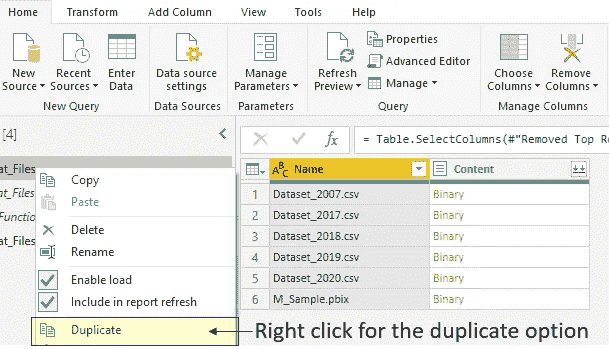 Home Transform Add Column View Tools Help
New Source Recent Sources Enter Data
New Query
Data source settings
Data Sources
Manage Parameters
Parameters
Refresh Preview
Properties
Advanced Editor
Manage
Query
Choose Columns Remove Columns
Manage Columns
[4]
at_Files
at_Files
Function
at_Files
Copy
Paste
Delete
Rename
Enable load
Include in report refresh
Duplicate
fx = Table.SelectColumns(#"Removed Top R
ABC Name Content
1 Dataset_2007.csv Binary
2 Dataset_2017.csv Binary
3 Dataset_2018.csv Binary
4 Dataset_2019.csv Binary
5 Dataset_2020.csv Binary
6 M_Sample.pbix Binary
Right click for the duplicate option